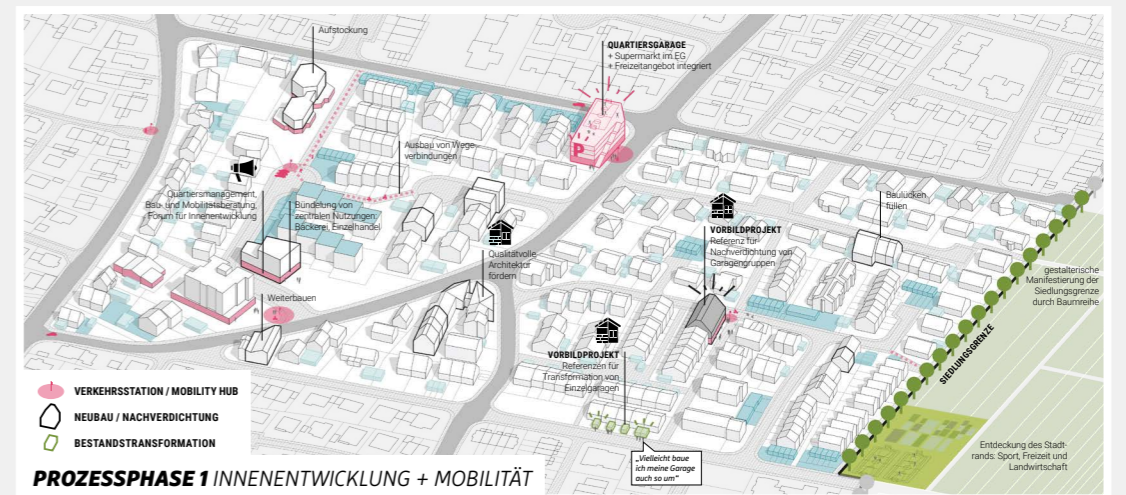 Aufstockung
QUARTIERSGARAGE
+ Supermarkt im EG
+ Freizeitangebot integriert
P
Ausbau von Wege-
verbindungen
Quartiersmanagement,
Bau- und Mobilitätsberatung,
Forum für Innenentwicklung
Bündelung von
zentralen Nutzungen:
Bäckerei, Einzelhandel
Qualitätvolle
Architektur
fördern
VORBILDPROJEKT
Referenz für
Nachverdichtung von
Garagengruppen
Baulücken
füllen
gestalterische
Manifestierung der
Siedlungsgrenze
durch Baumreihe
SIEDLUNGSGRENZE
Weiterbauen
VORBILDPROJEKT
Referenzen für
Transformation von
Einzelgaragen
„Vielleicht baue
ich meine Garage
auch so um“
Entdeckung des Stadt-
rands: Sport, Freizeit und
Landwirtschaft
VERKEHRSSTATION / MOBILITY HUB
NEUBAU / NACHVERDICHTUNG
BESTANDSTRANSFORMATION
PROZESSPHASE 1 INNENENTWICKLUNG + MOBILITÄT